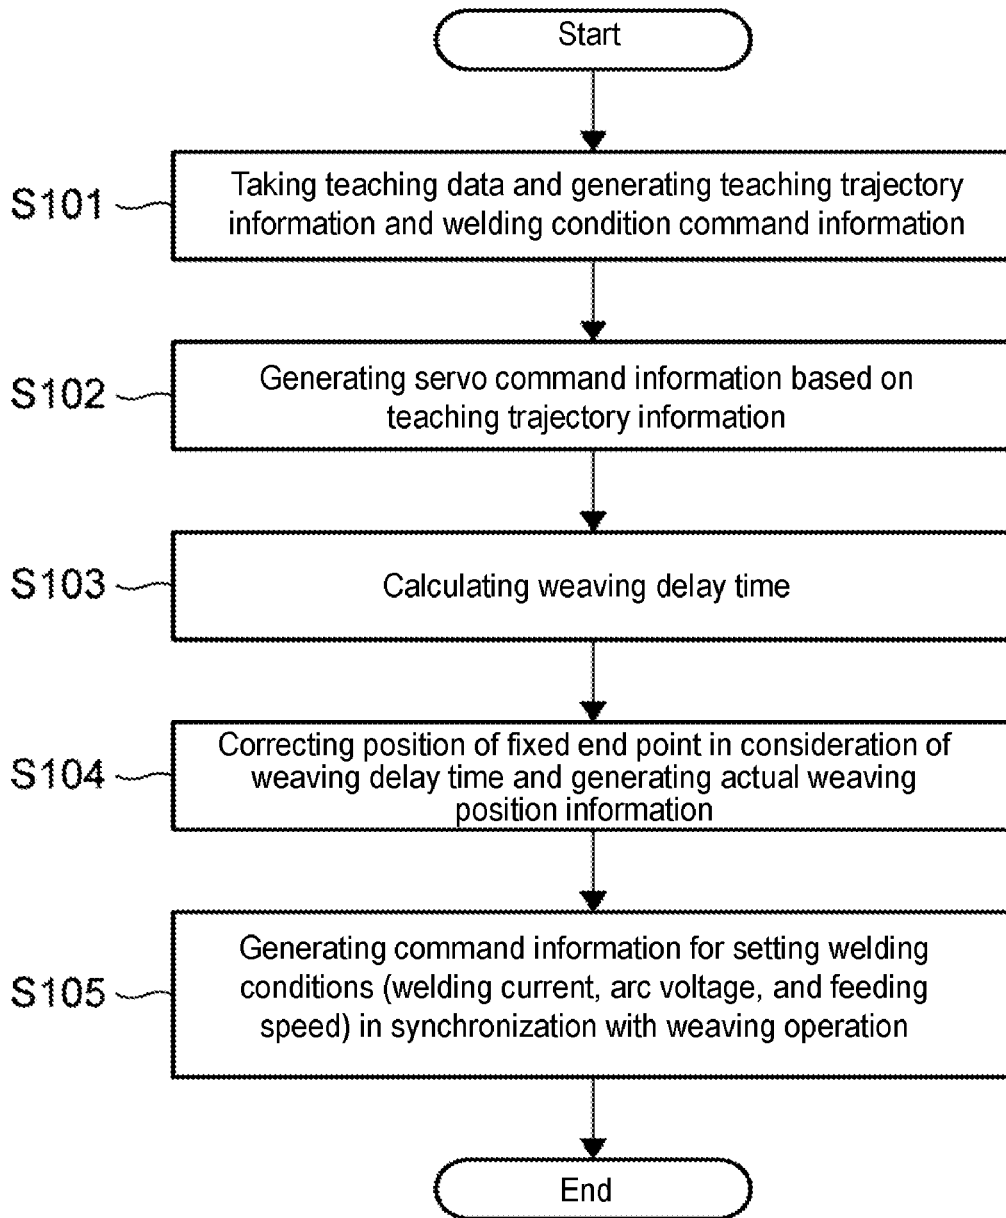 Start
S101
Taking teaching data and generating teaching trajectory
information and welding condition command information
S102
Generating servo command information based on
teaching trajectory information
S103
Calculating weaving delay time
S104
Correcting position of fixed end point in consideration of
weaving delay time and generating actual weaving
position information
S105
Generating command information for setting welding
conditions (welding current, arc voltage, and feeding
speed) in synchronization with weaving operation
End